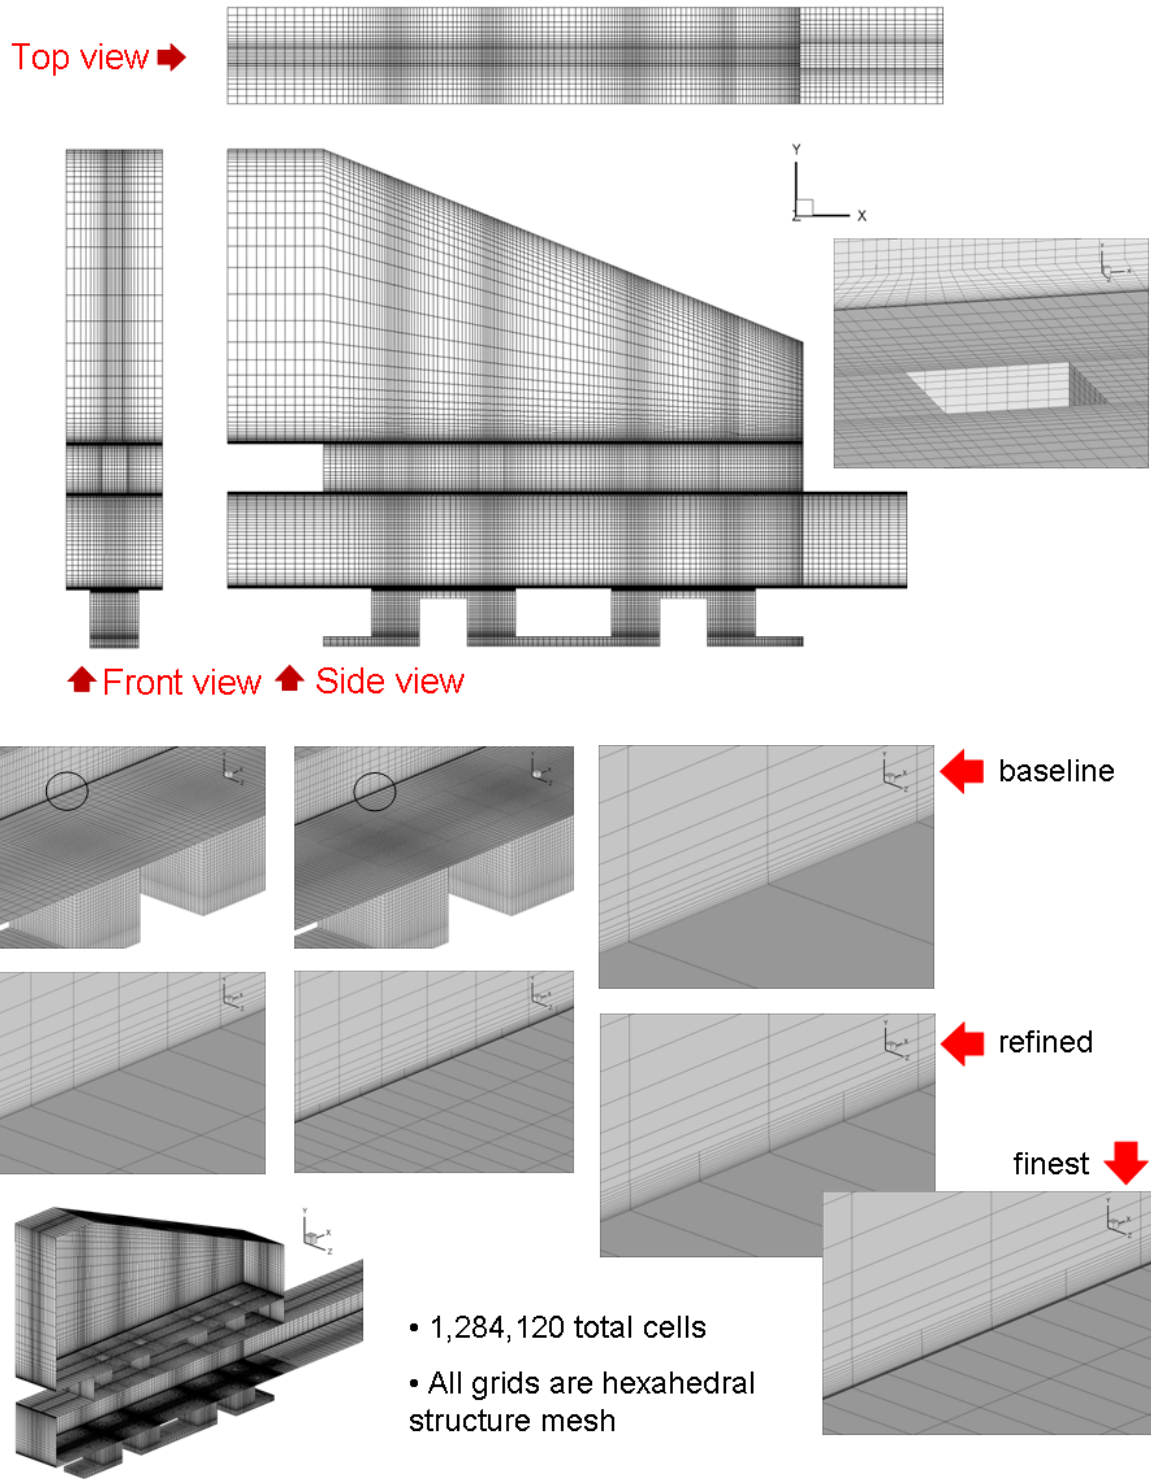 Top view
Y
Z X
Front view Side view
baseline
refined
finest
• 1,284,120 total cells
• All grids are hexahedral
structure mesh